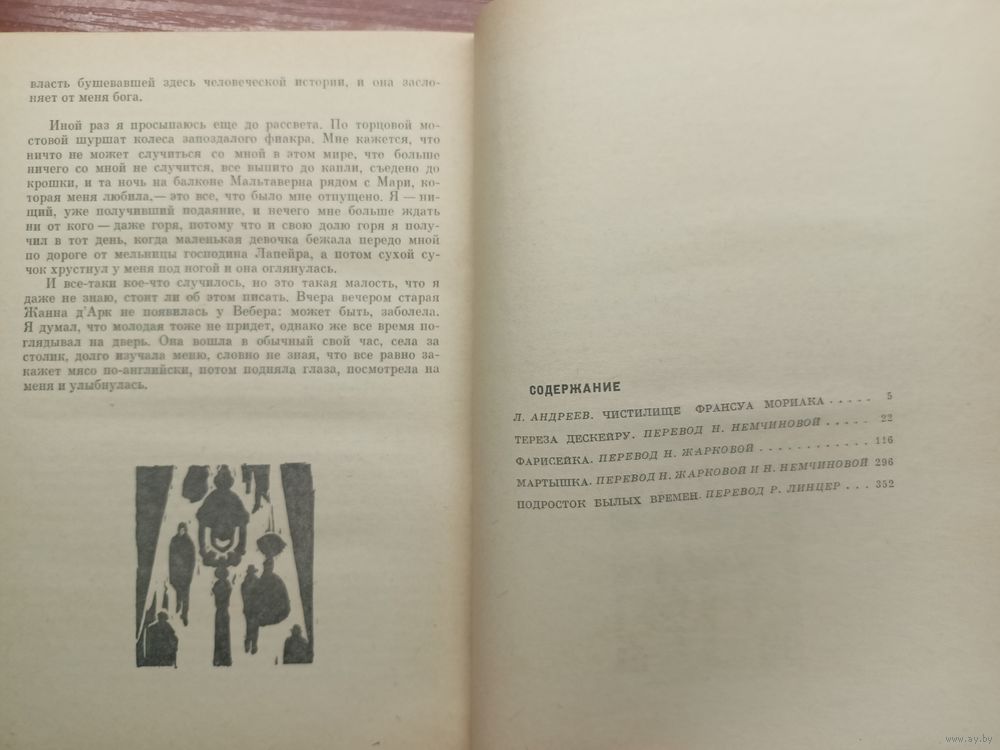 власть бушевавшей здесь человеческой истории, и она засло-
няет от меня бога.
Иной раз я просыпаюсь еще до рассвета. По торцовой мо-
стовой шуршат колеса запоздалого фиакра. Мне кажется, что
ничто не может случиться со мной в этом мире, что больше
ничего со мной не случится, все выпито до капли, съедено до
крошки, и та ночь на балконе Мальтаверна рядом с Мари, ко-
торая меня любила,— это все, что было мне отпущено. Я — ни-
щий, уже получивший подаяние, и нечего мне больше ждать
ни от кого — даже горя, потому что и свою долю горя я полу-
чил в тот день, когда маленькая девочка бежала передо мной
по дороге от мельницы господина Лапейра, а потом сухой су-
чок хрустнул у меня под ногой и она оглянулась.
И все-таки кое-что случилось, но это такая малость, что я
даже не знаю, стоит ли об этом писать. Вчера вечером старая
Жанна д'Арк не появилась у Вебера: может быть, заболела.
Я думал, что молодая тоже не придет, однако же все время по-
глядывал на дверь. Она вошла в обычный свой час, села за
столик, долго изучала меню, словно не зная, что все равно за-
кажет мясо по-английски, потом подняла глаза, посмотрела на
меня и улыбнулась.
СОДЕРЖАНИЕ
Л. АНДРЕЕВ. ЧИСТИЛИЩЕ ФРАНСУА МОРИАКА . . . . . 5
ТЕРЕЗА ДЕСКЕЙРУ. ПЕРЕВОД Н. НЕМЧИНОВОЙ . . . . . 22
ФАРИСЕЙКА. ПЕРЕВОД Н. ЖАРКОВОЙ . . . . . . . . . . . 116
МАРТЫШКА. ПЕРЕВОД Н. ЖАРКОВОЙ И Н. НЕМЧИНОВОЙ 296
ПОДРОСТОК БЫЛЫХ ВРЕМЕН. ПЕРЕВОД Р. ЛИНЦЕР . . . 352
www.ay.by